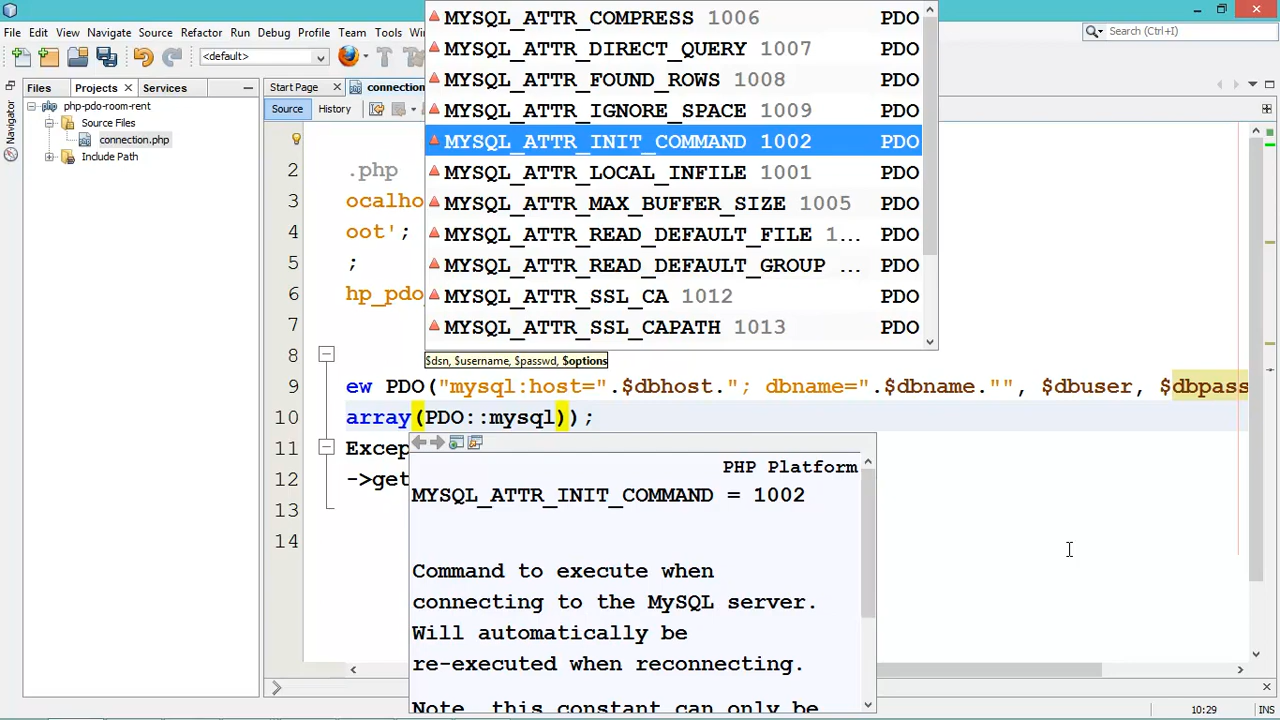 MYSQL_ATTR_COMPRESS 1006 PDO
File Edit View Navigate Source Refactor Run Debug Profile Team Tools
Search (Ctrl+I)
MYSQL_ATTR_DIRECT_QUERY 1007 PDO
<default>
MYSQL_ATTR_FOUND_ROWS 1008 PDO
Files Projects Services
Start Page
MYSQL_ATTR_IGNORE_SPACE 1009 PDO
php-pdo-room-rent
Source History
Source Files
connection.php
Include Path
MYSQL_ATTR_INIT_COMMAND 1002 PDO
Navigator
2 .php
MYSQL_ATTR_LOCAL_INFILE 1001 PDO
3 ocalho
MYSQL_ATTR_MAX_BUFFER_SIZE 1005 PDO
4 oot';
MYSQL_ATTR_READ_DEFAULT_FILE 1... PDO
5 ;
MYSQL_ATTR_READ_DEFAULT_GROUP ... PDO
6 hp_pdo
MYSQL_ATTR_SSL_CA 1012 PDO
7
MYSQL_ATTR_SSL_CAPATH 1013 PDO
8
$dsn, $username, $passwd, $options
9 ew PDO("mysql:host=".$dbhost."; dbname=".$dbname."", $dbuser, $dbpass
10 array(PDO::mysql));
11 Excep
12 ->get
13
14
PHP Platform
MYSQL_ATTR_INIT_COMMAND = 1002
Command to execute when
connecting to the MySQL server.
Will automatically be
re-executed when reconnecting.
Note, this constant can only be
10:29 INS